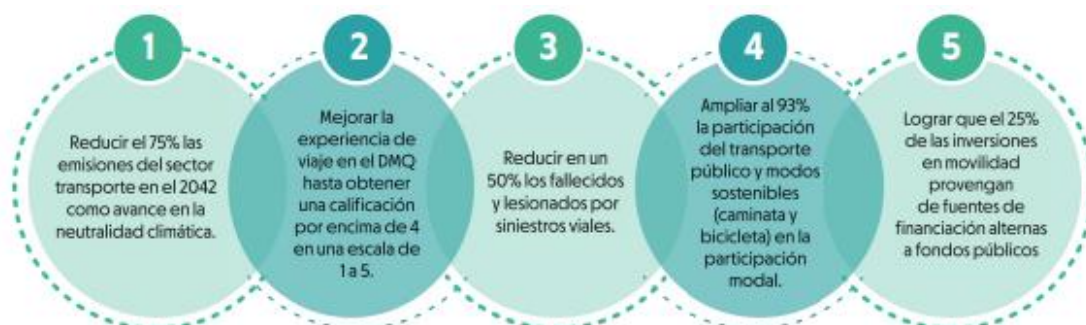 1
Reducir el 75% las
emisiones del sector
transporte en el 2042
como avance en la
neutralidad climática.
2
Mejorar la
experiencia de
viaje en el DMQ
hasta obtener
una calificación
por encima de 4
en una escala de
1 a 5.
3
Reducir en un
50% los fallecidos
y lesionados por
siniestros viales.
4
Ampliar al 93%
la participación
del transporte
público y modos
sostenibles
(caminata y
bicicleta) en la
participación
modal.
5
Lograr que el 25%
de las inversiones
en movilidad
provengan
de fuentes de
financiación alternas
a fondos públicos